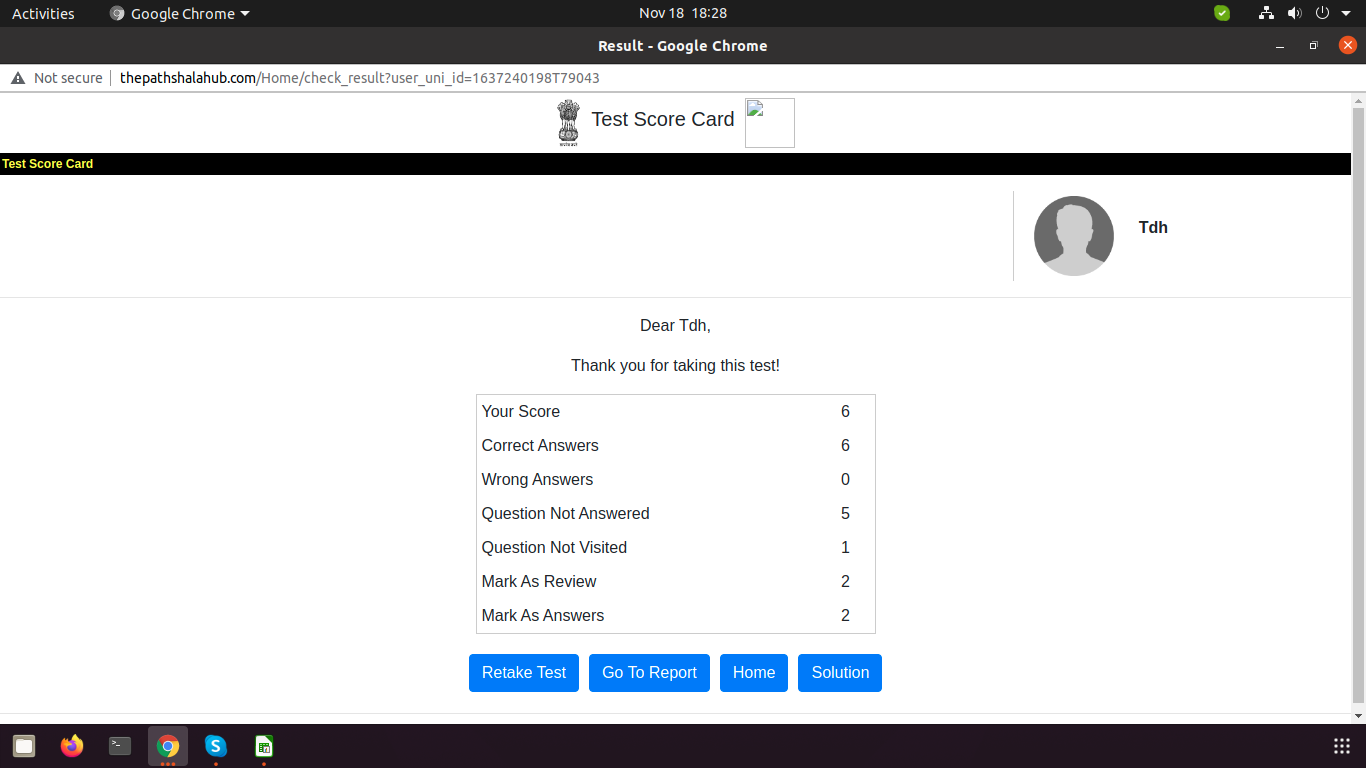 Activities Google Chrome Nov 18 18:28
Result - Google Chrome
Not secure thepathshalahub.com/Home/check_result?user_uni_id=1637240198T79043
Test Score Card
Test Score Card
Tdh
Dear Tdh,
Thank you for taking this test!
Your Score 6
Correct Answers 6
Wrong Answers 0
Question Not Answered 5
Question Not Visited 1
Mark As Review 2
Mark As Answers 2
Retake Test Go To Report Home Solution